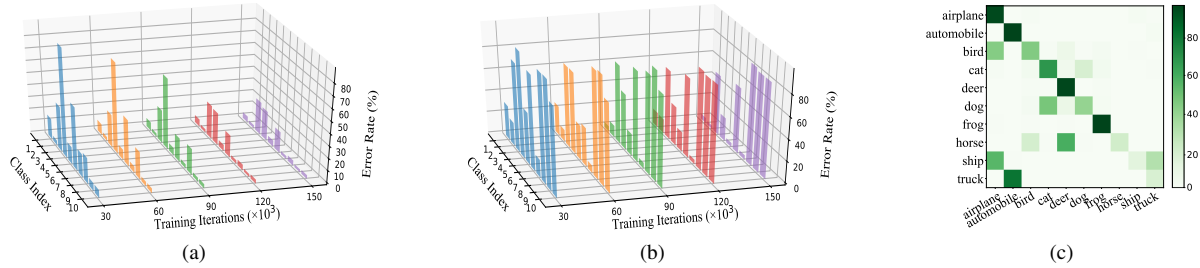 80
70
60
50
40
30
20
10
0
Error Rate (%)
1
2
3
4
5
6
7
8
9
10
Class Index
30
60
90
120
150
Training Iterations (×10³)
(a)
80
60
40
20
0
Error Rate (%)
1
2
3
4
5
6
7
8
9
10
Class Index
30
60
90
120
150
Training Iterations (×10³)
(b)
airplane
automobile
bird
cat
deer
dog
frog
horse
ship
truck
airplane
automobile
bird
cat
deer
dog
frog
horse
ship
truck
80
60
40
20
0
(c)